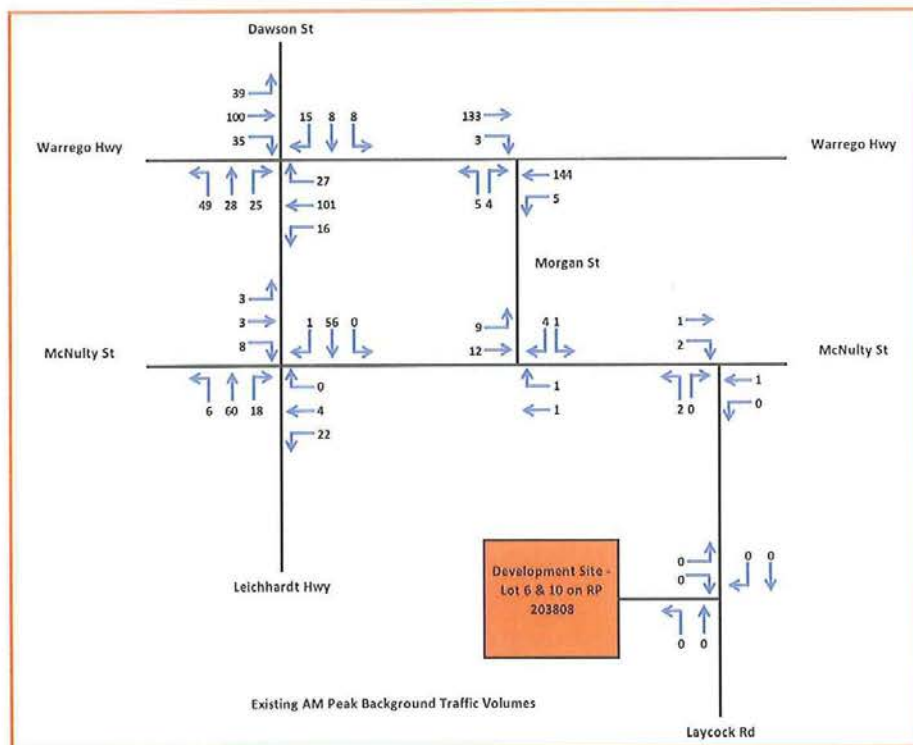 Dawson St
39
100
15 8 8
133
35
3
Warrego Hwy
Warrego Hwy
27
144
49 28 25
5 4
5
101
16
Morgan St
3
9
4 1
1
3
1 56 0
12
2
McNulty St
8
McNulty St
0
1
1
6 60 18
4
1
2 0
0
22
Development Site -
Lot 6 & 10 on RP
203808
0
0 0
0
Leichhardt Hwy
0 0
Existing AM Peak Background Traffic Volumes
Laycock Rd